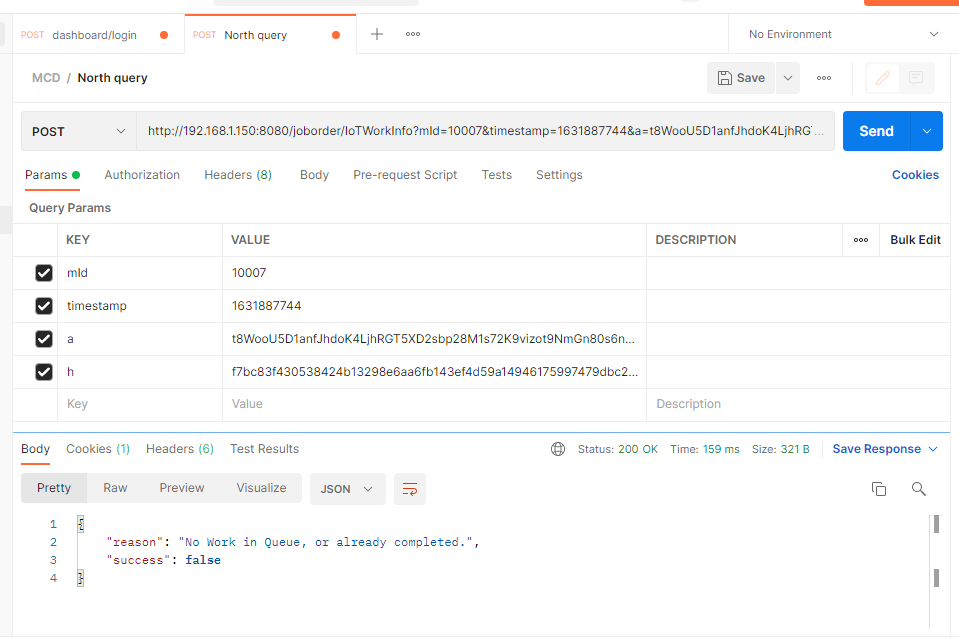 POST dashboard/login
POST North query
No Environment
MCD / North query
Save
POST
http://192.168.1.150:8080/joborder/IoTWorkInfo?mId=10007&timestamp=1631887744&a=t8WooU5D1anfJhdoK4LjhRG...
Send
Params Authorization Headers (8) Body Pre-request Script Tests Settings Cookies
Query Params
KEY VALUE DESCRIPTION Bulk Edit
mId 10007
timestamp 1631887744
a t8WooU5D1anfJhdoK4LjhRGT5XD2sbp28M1s72K9vizot9NmGn80s6n...
h f7bc83f430538424b13298e6aa6fb143ef4d59a14946175997479dbc2...
Key Value Description
Body Cookies (1) Headers (6) Test Results Status: 200 OK Time: 159 ms Size: 321 B Save Response
Pretty Raw Preview Visualize JSON
1 {
2 "reason": "No Work in Queue, or already completed.",
3 "success": false
4 }